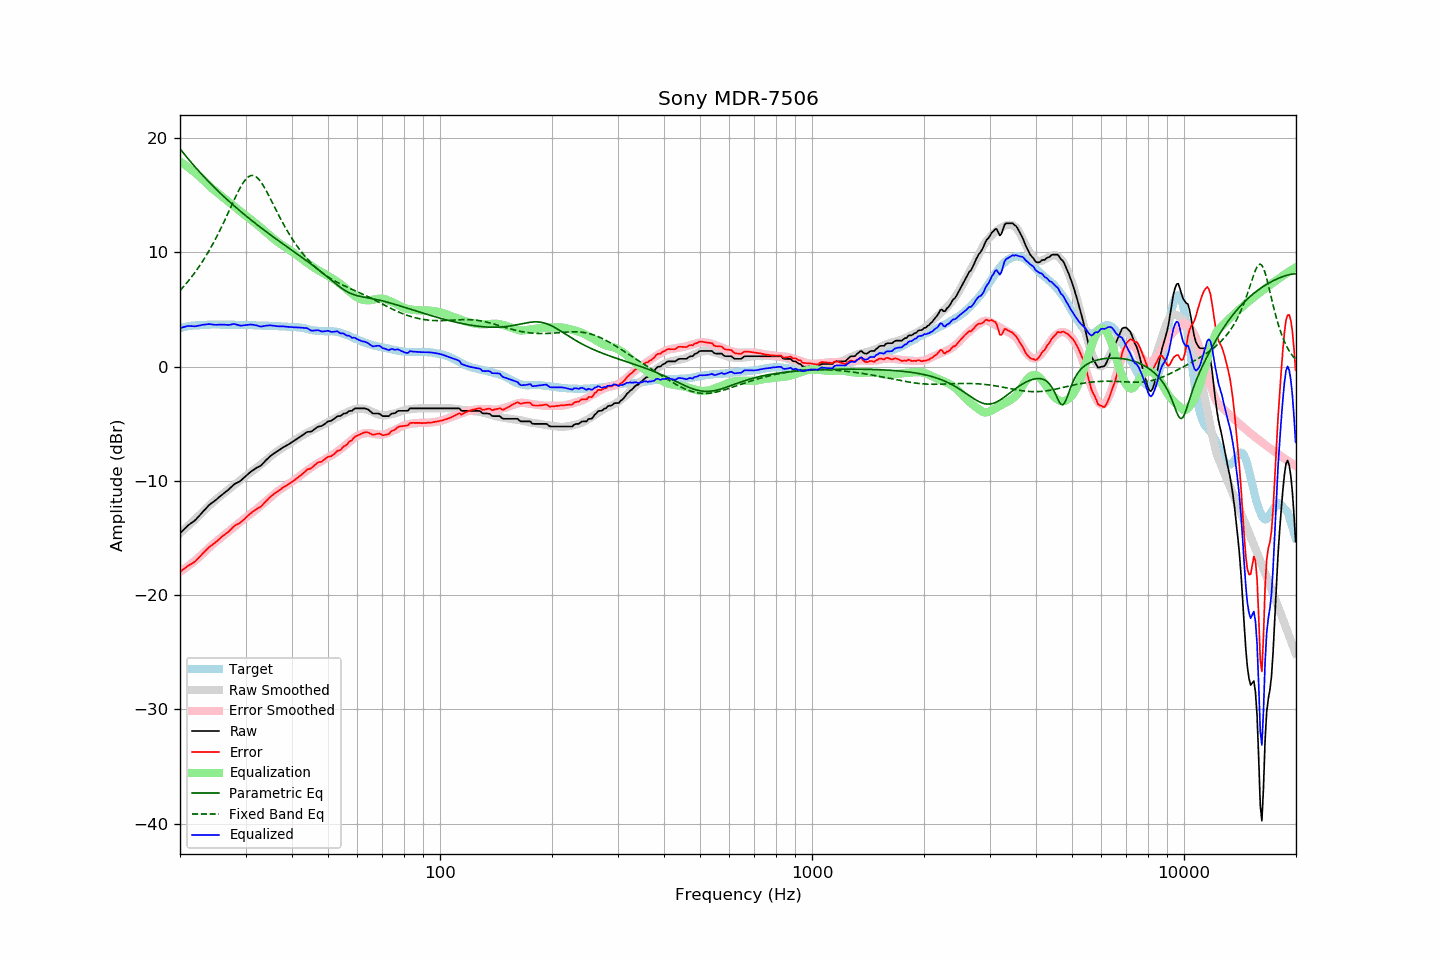 Sony MDR-7506
20
10
0
−10
−20
−30
−40
Amplitude (dBr)
Target
Raw Smoothed
Error Smoothed
Raw
Error
Equalization
Parametric Eq
Fixed Band Eq
Equalized
100
1000
10000
Frequency (Hz)